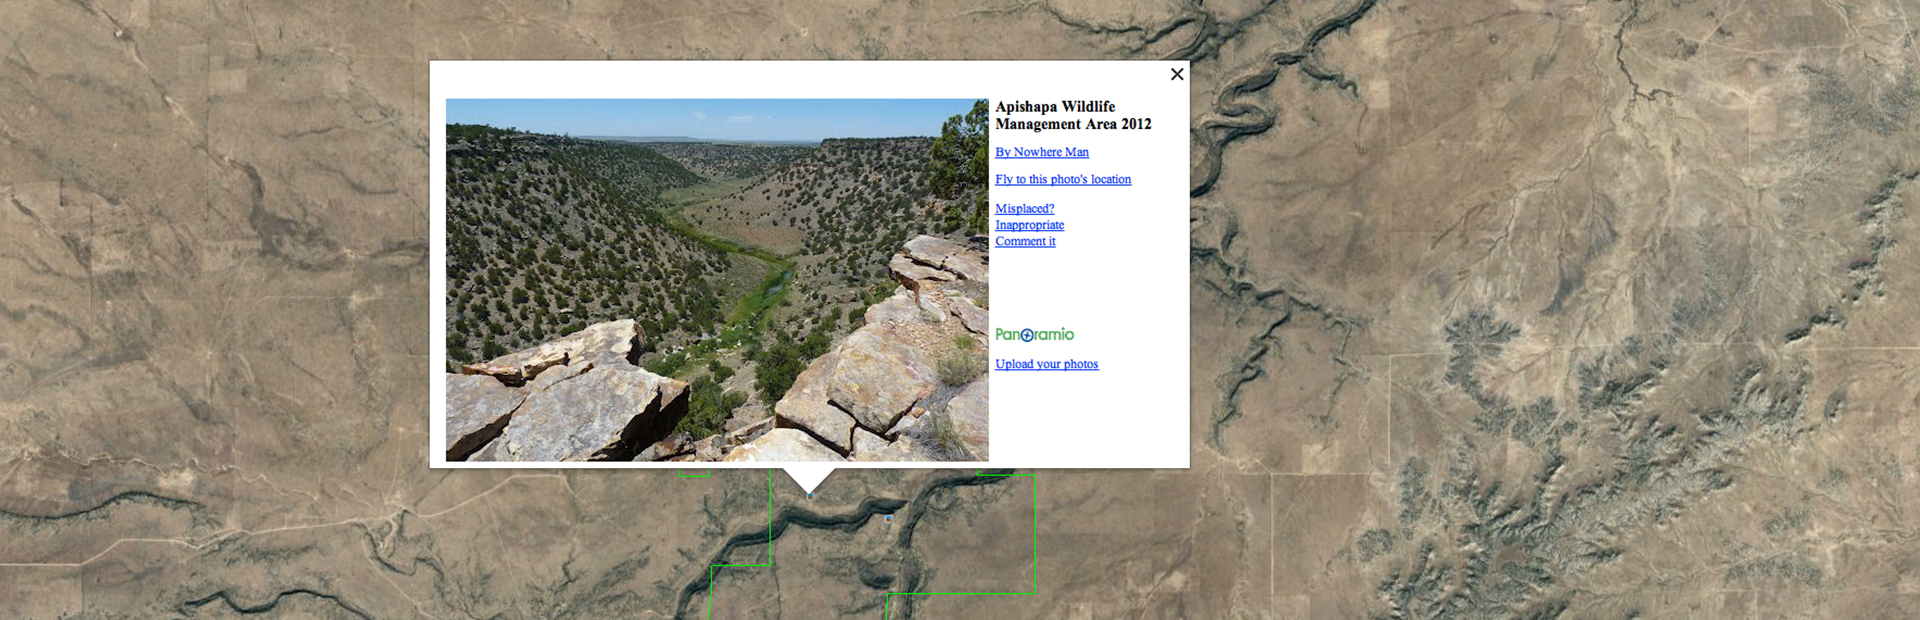 Apishapa Wildlife
Management Area 2012
By Nowhere Man
Fly to this photo's location
Misplaced?
Inappropriate
Comment it
Panoramio
Upload your photos